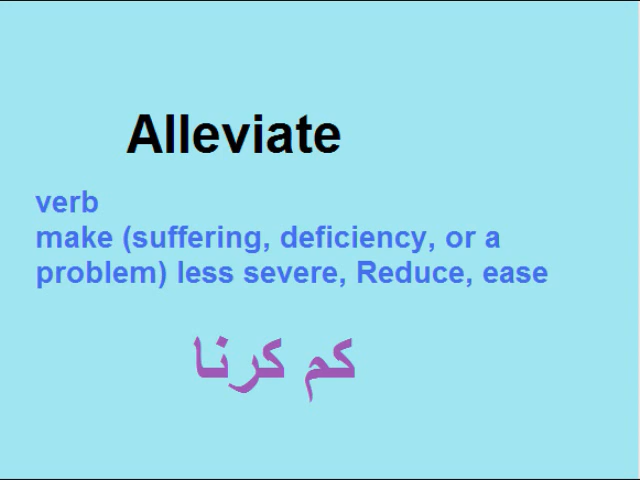 Alleviate
verb
make (suffering, deficiency, or a
problem) less severe, Reduce, ease
کم کرنا